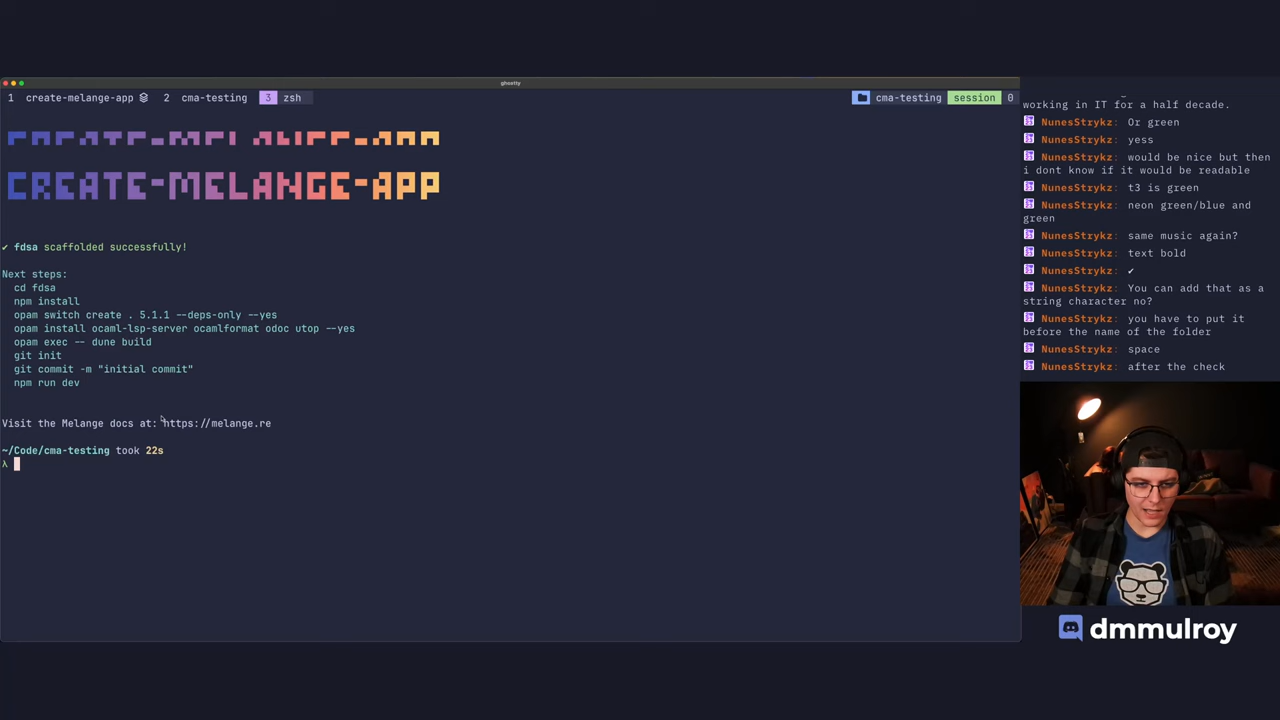 ghostty
1 create-melange-app 2 cma-testing 3 zsh
cma-testing session 0
CREATE-MELANGE-APP
CREATE-MELANGE-APP
✔ fdsa scaffolded successfully!
Next steps:
cd fdsa
npm install
opam switch create . 5.1.1 --deps-only --yes
opam install ocaml-lsp-server ocamlformat odoc utop --yes
opam exec -- dune build
git init
git commit -m "initial commit"
npm run dev
Visit the Melange docs at: https://melange.re
~/Code/cma-testing took 22s
λ
working in IT for a half decade.
NunesStrykz: Or green
NunesStrykz: yess
NunesStrykz: would be nice but then
i dont know if it would be readable
NunesStrykz: t3 is green
NunesStrykz: neon green/blue and
green
NunesStrykz: same music again?
NunesStrykz: text bold
NunesStrykz: ✔
NunesStrykz: You can add that as a
string character no?
NunesStrykz: you have to put it
before the name of the folder
NunesStrykz: space
NunesStrykz: after the check
dmmulroy